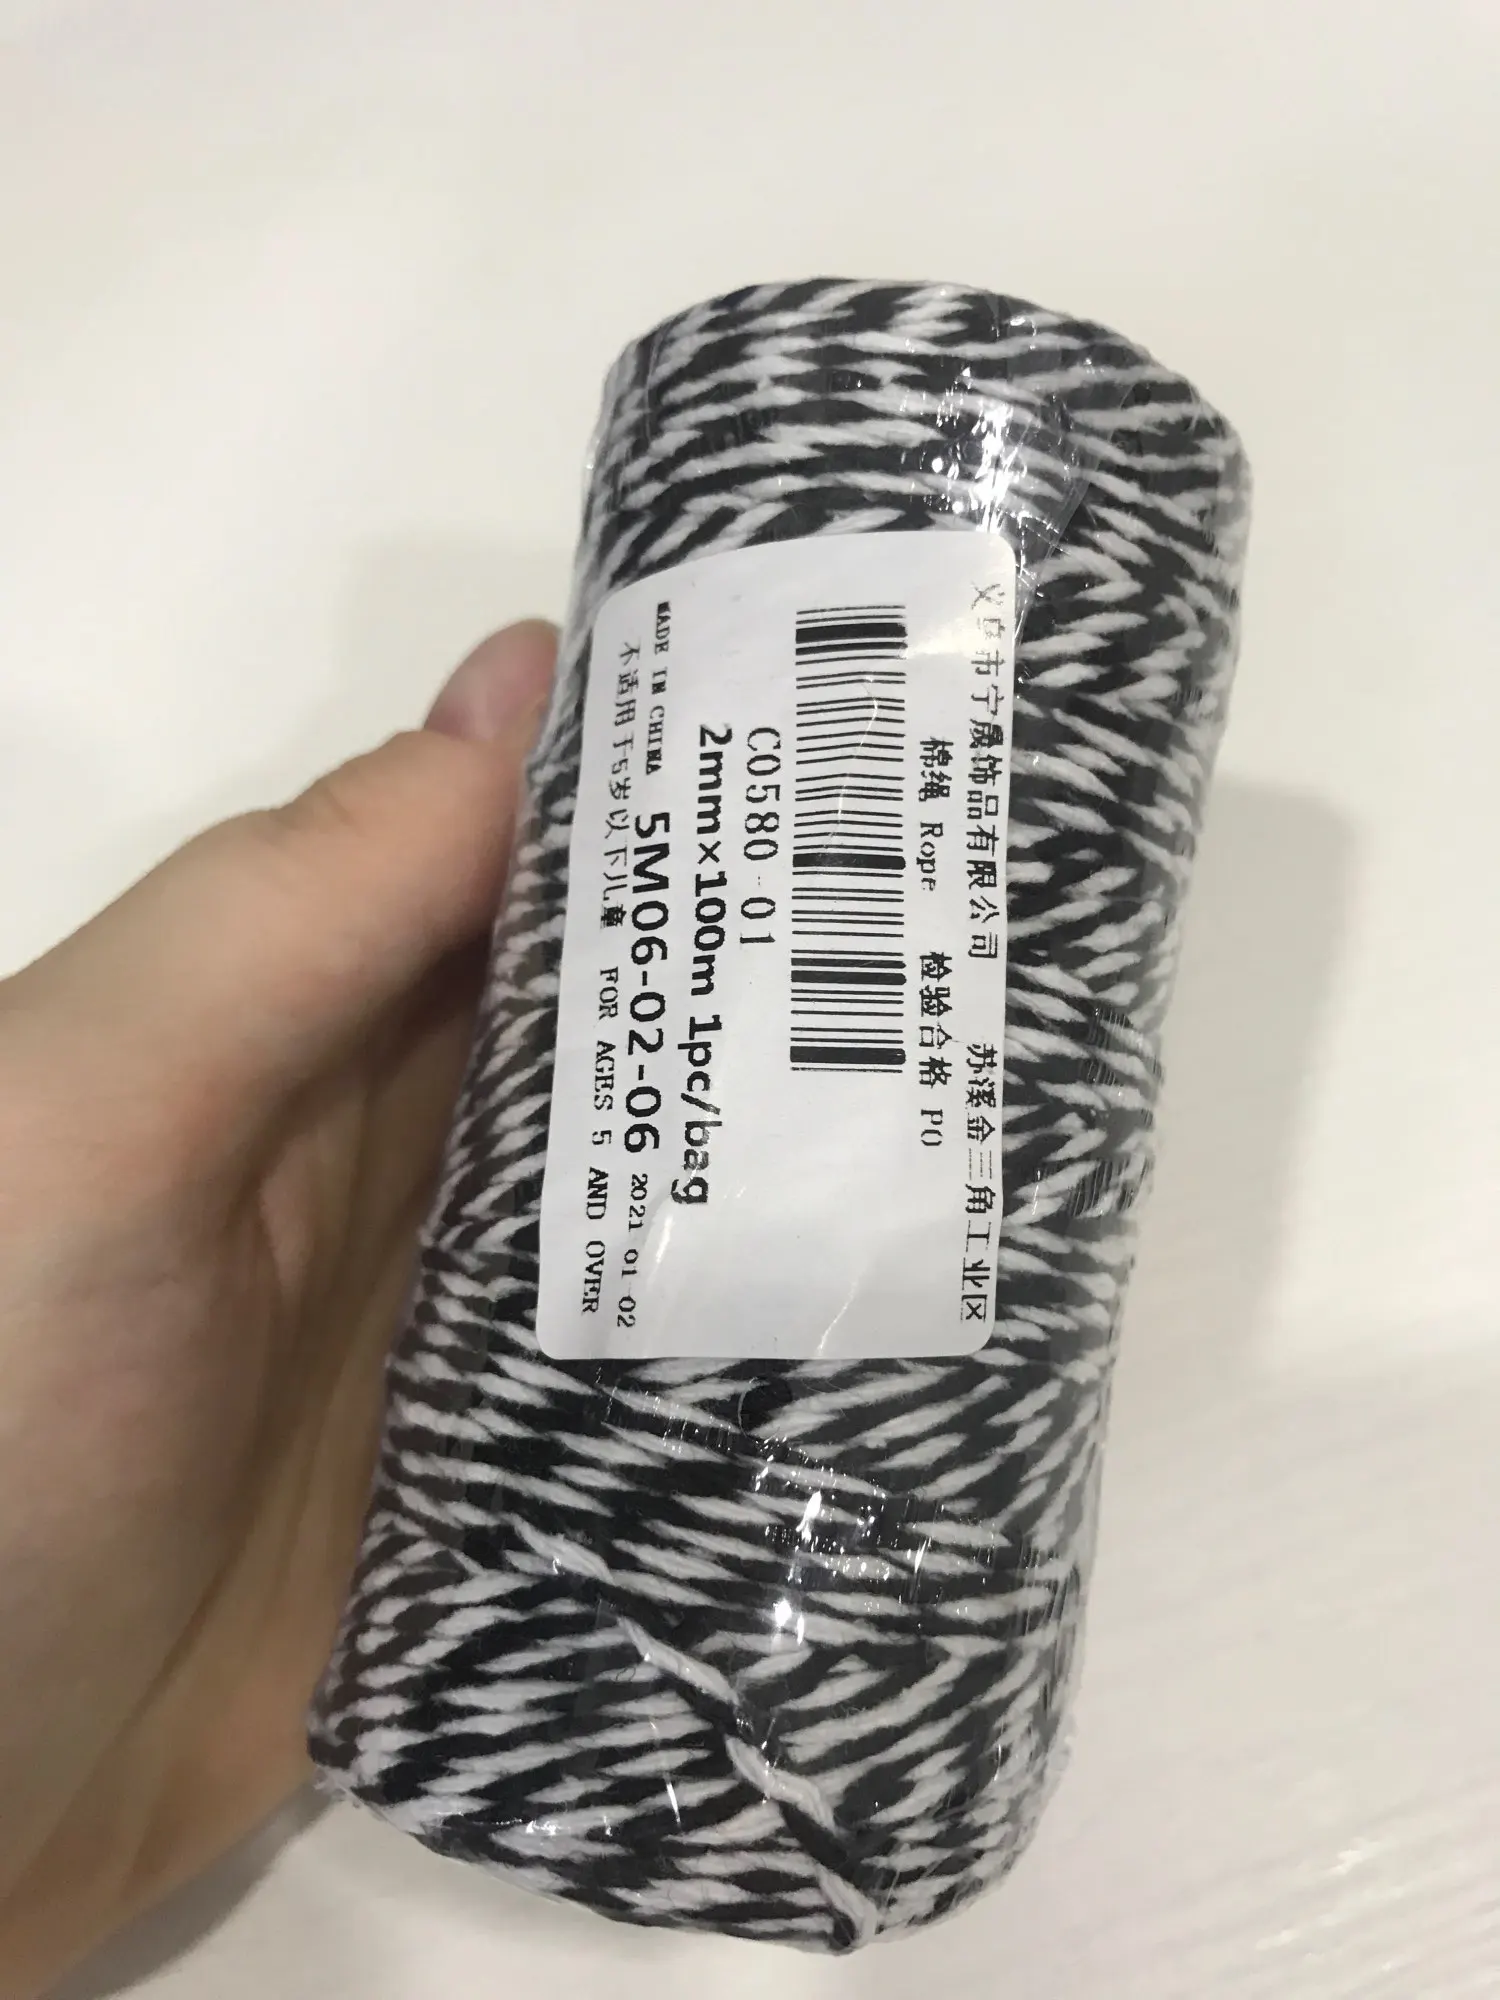 义乌市宁晟饰品有限公司 苏溪金三角工业区
棉绳 Rope 检验合格 P0
C0580-01
2mm×100m 1pc/bag
MADE IN CHINA 5M06-02-06 2021-01-02
不适用于5岁以下儿童 FOR AGES 5 AND OVER